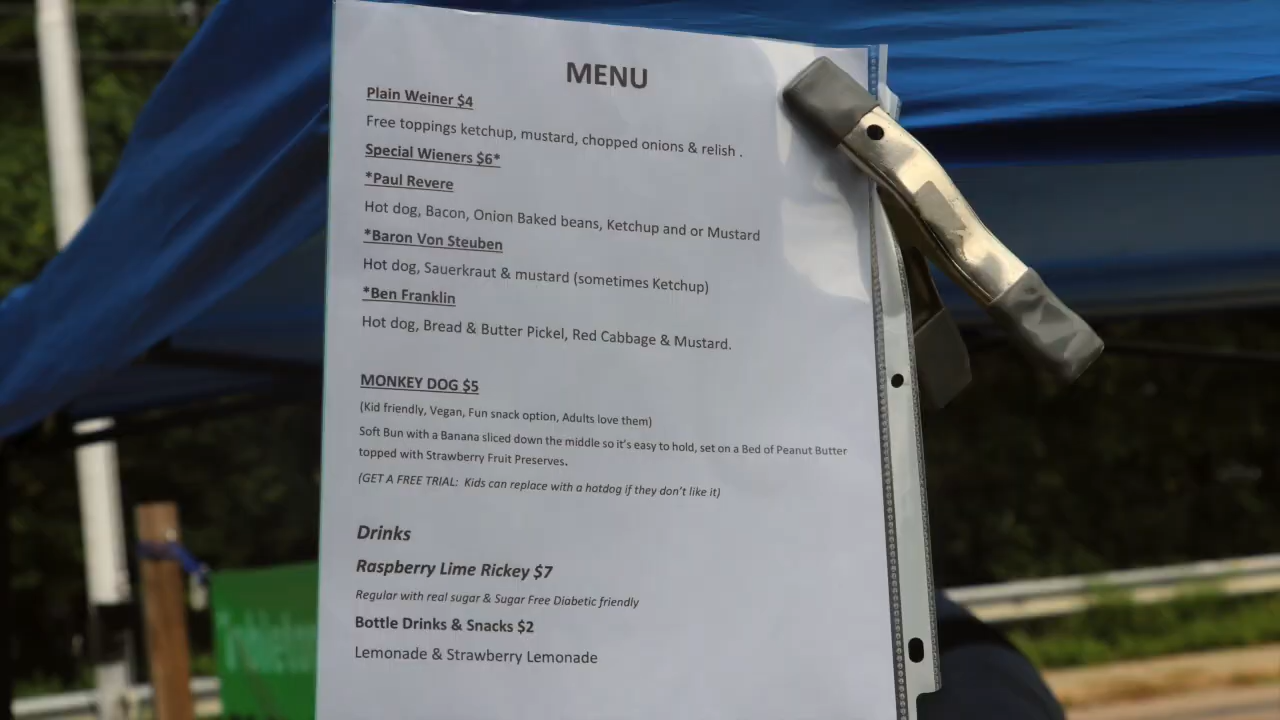 MENU
Plain Weiner $4
Free toppings ketchup, mustard, chopped onions & relish .
Special Wieners $6*
*Paul Revere
Hot dog, Bacon, Onion Baked beans, Ketchup and or Mustard
*Baron Von Steuben
Hot dog, Sauerkraut & mustard (sometimes Ketchup)
*Ben Franklin
Hot dog, Bread & Butter Pickel, Red Cabbage & Mustard.
MONKEY DOG $5
(Kid friendly, Vegan, Fun snack option, Adults love them)
Soft Bun with a Banana sliced down the middle so it's easy to hold, set on a Bed of Peanut Butter
topped with Strawberry Fruit Preserves.
(GET A FREE TRIAL: Kids can replace with a hotdog if they don't like it)
Drinks
Raspberry Lime Rickey $7
Regular with real sugar & Sugar Free Diabetic friendly
Bottle Drinks & Snacks $2
Lemonade & Strawberry Lemonade